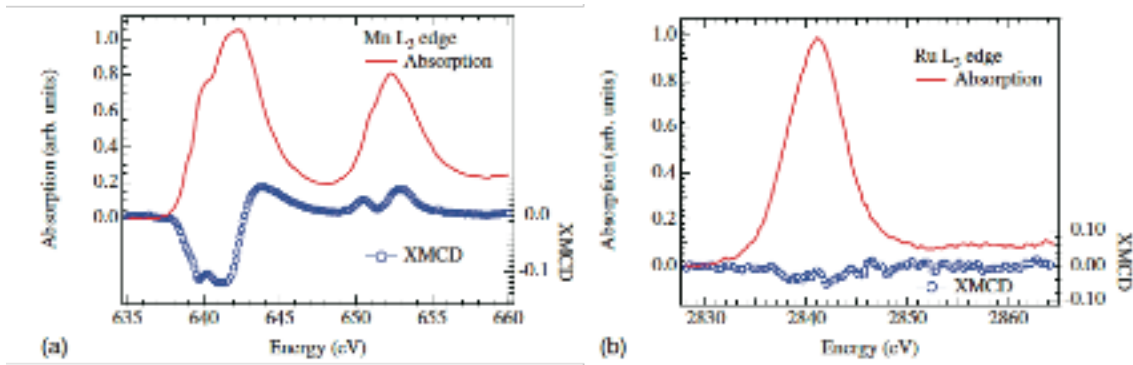 1.0
0.8
0.6
0.4
0.2
0.0
Absorption (arb. units)
Mn L₂ edge
Absorption
XMCD
0.0
-0.1
XMCD
635 640 645 650 655 660
(a) Energy (eV)
1.0
0.8
0.6
0.4
0.2
0.0
Absorption (arb. units)
Ru L₂ edge
Absorption
XMCD
0.10
0.00
-0.10
XMCD
2830 2840 2850 2860
(b) Energy (eV)